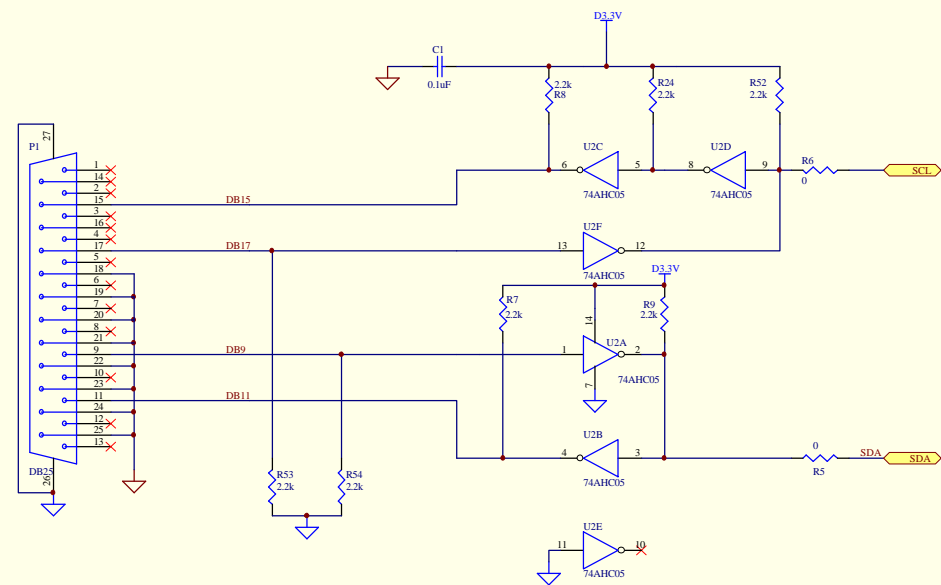 D3.3V
C1
0.1uF
2.2k
R8
R24
2.2k
R52
2.2k
27
P1
U2C
6
5
74AHC05
U2D
8
9
74AHC05
R6
0
SCL
1
14
2
15
DB15
3
16
4
17
DB17
5
18
6
19
7
20
8
21
9
DB9
22
10
23
11
DB11
24
12
25
13
DB25
26
U2F
13
12
74AHC05
D3.3V
R7
2.2k
R9
2.2k
14
U2A
1
2
7
74AHC05
U2B
4
3
74AHC05
SDA
0
R5
SDA
R53
2.2k
R54
2.2k
U2E
11
10
74AHC05